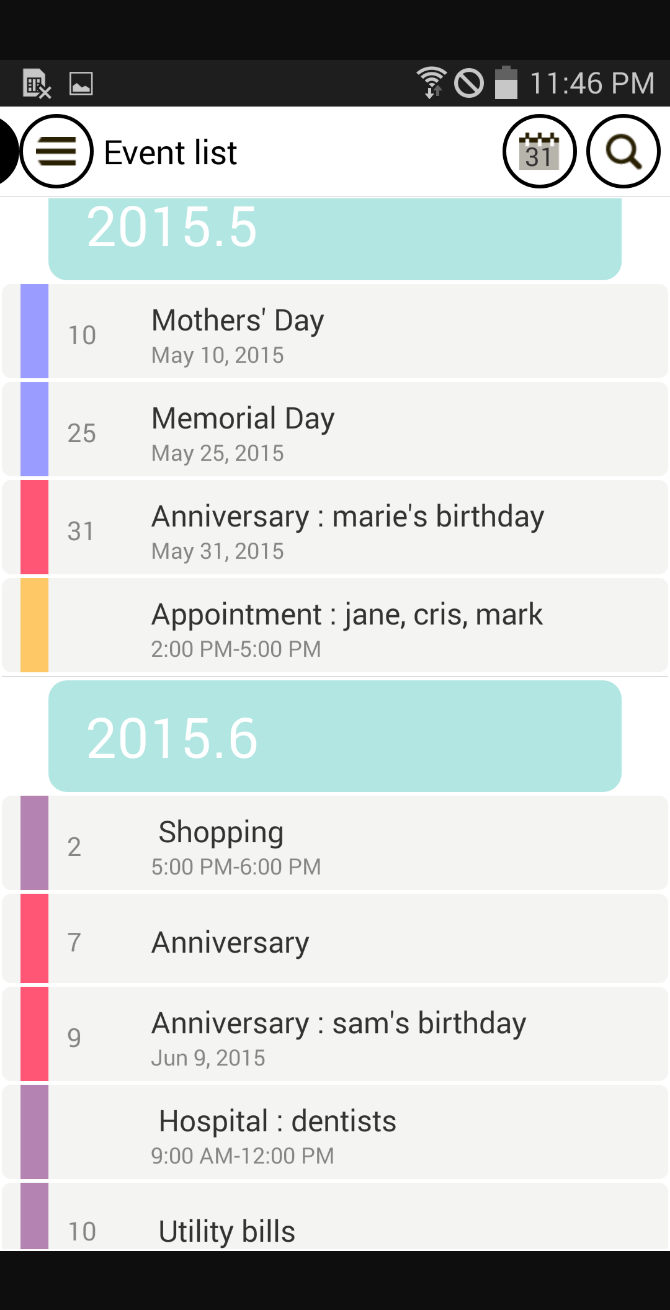 11:46 PM
Event list
31
2015.5
10
Mothers' Day
May 10, 2015
25
Memorial Day
May 25, 2015
31
Anniversary : marie's birthday
May 31, 2015
Appointment : jane, cris, mark
2:00 PM-5:00 PM
2015.6
2
Shopping
5:00 PM-6:00 PM
7
Anniversary
9
Anniversary : sam's birthday
Jun 9, 2015
Hospital : dentists
9:00 AM-12:00 PM
10
Utility bills